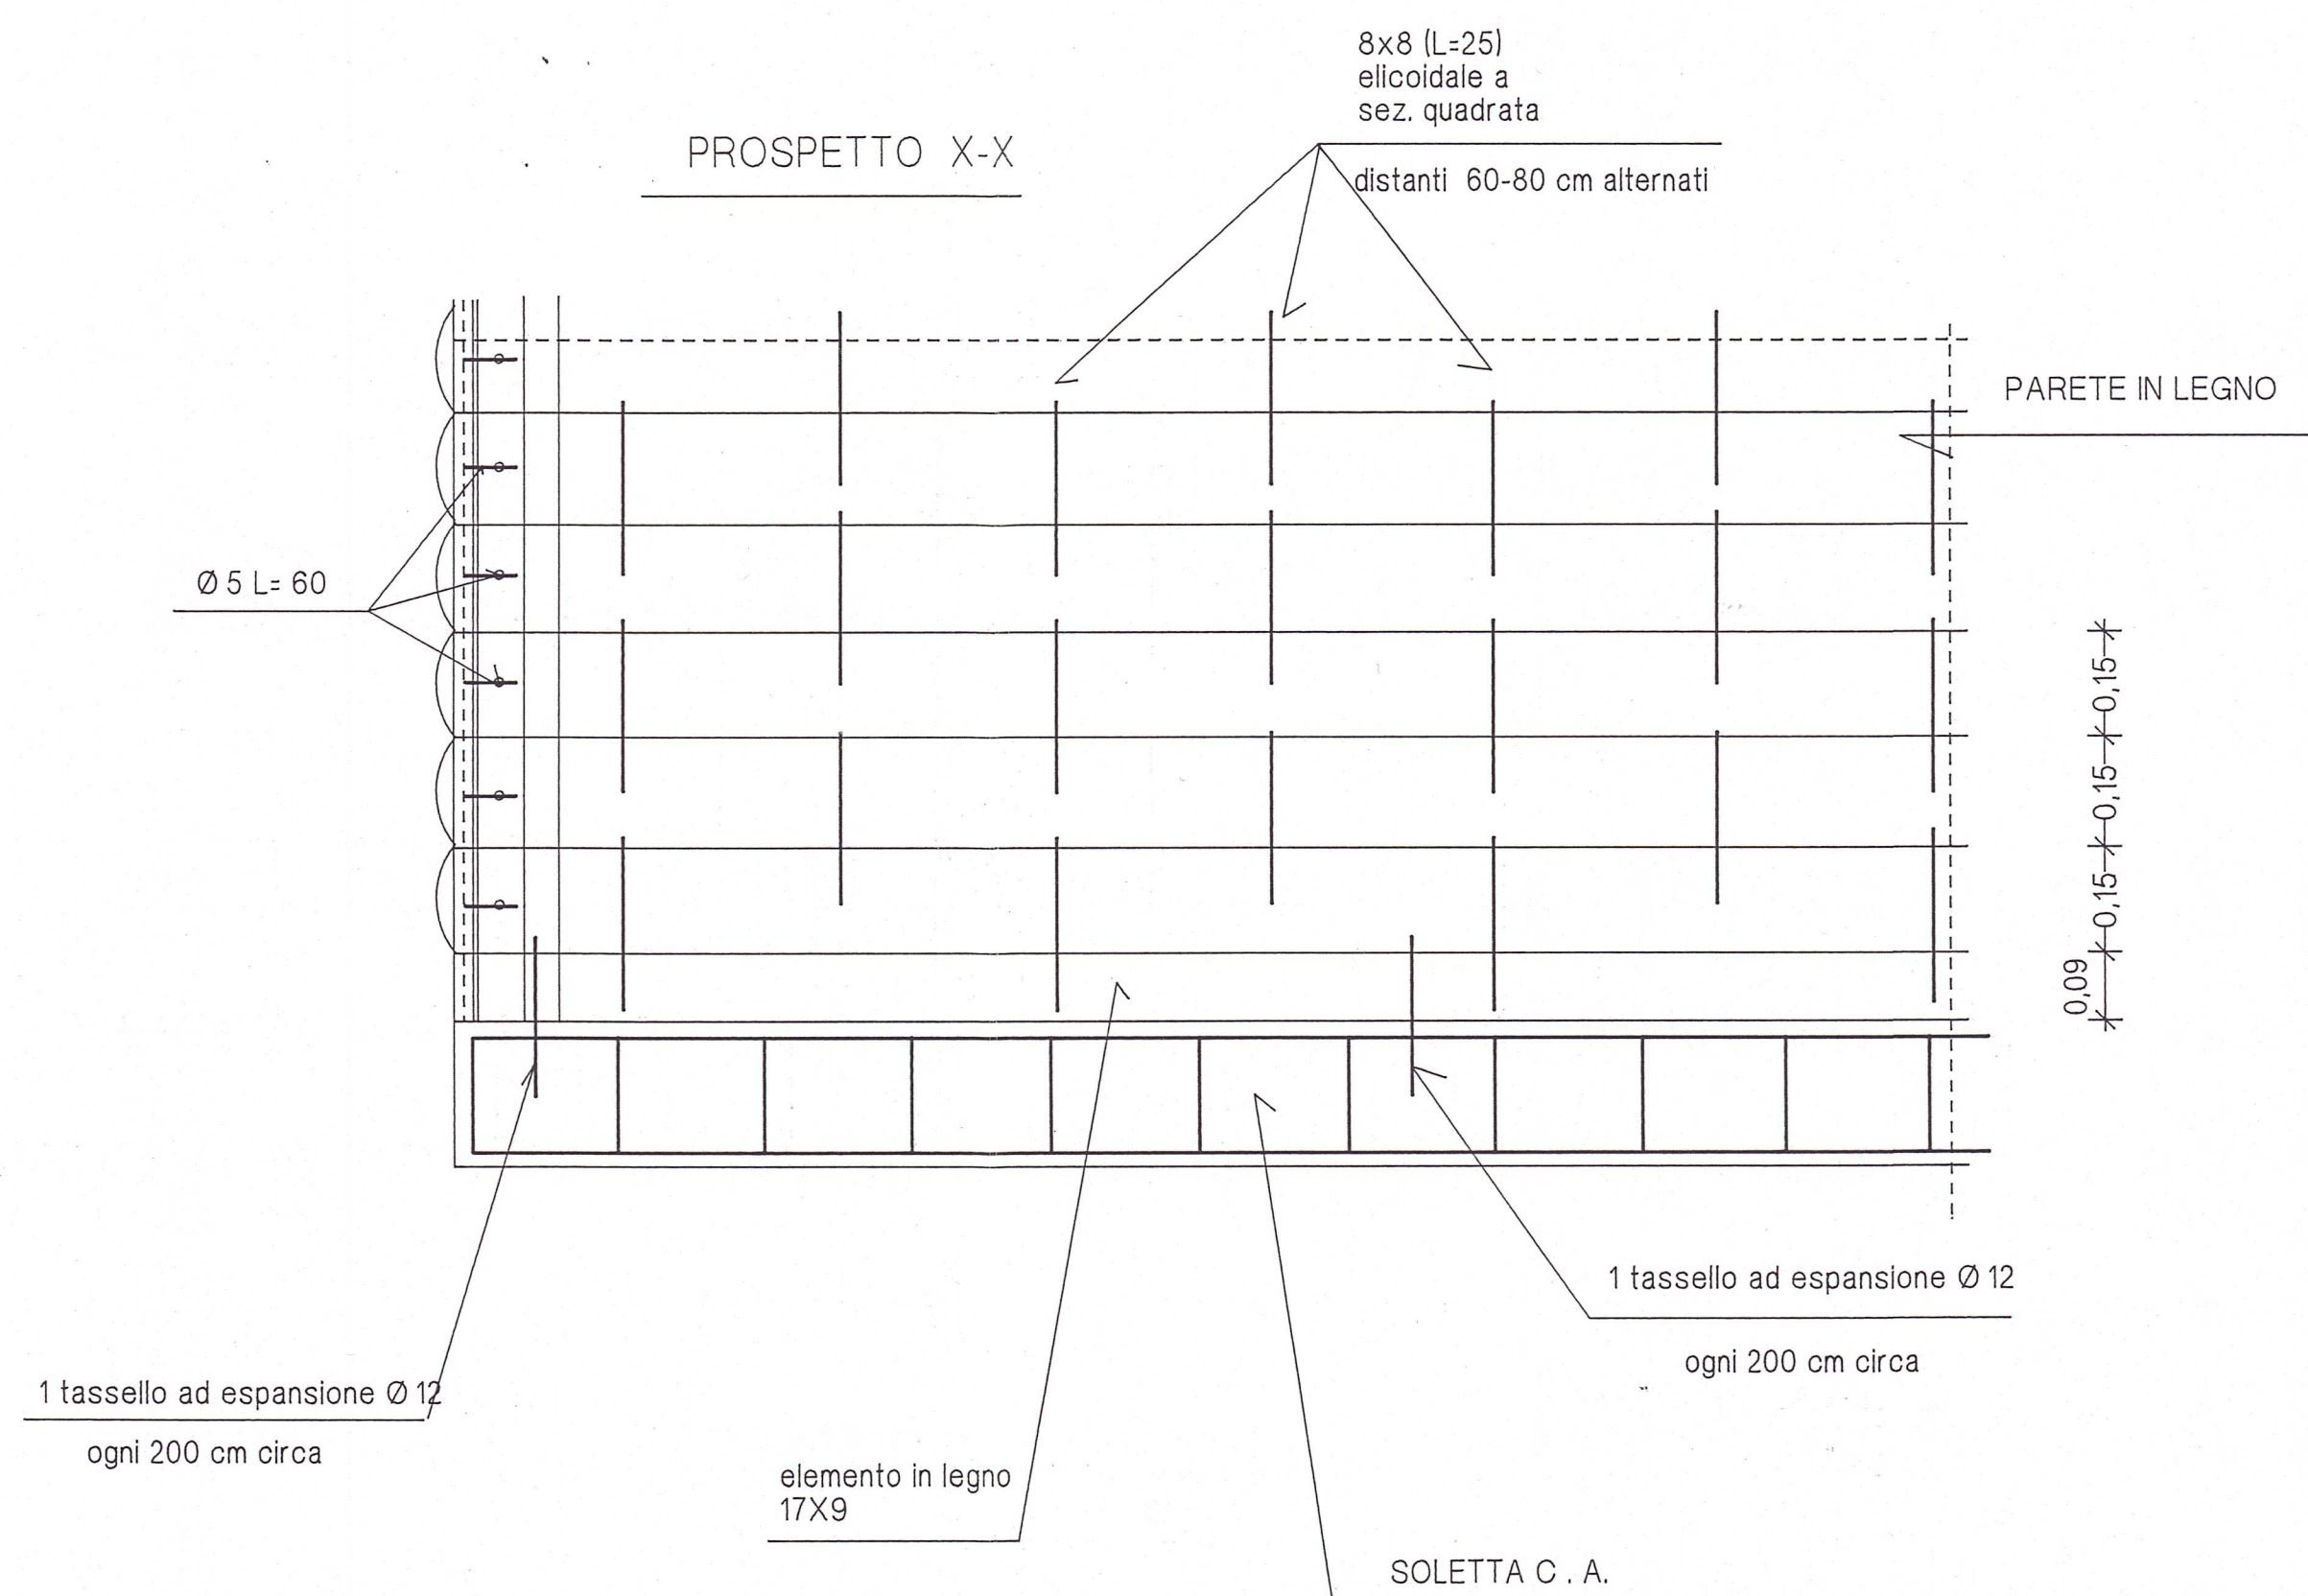 8x8 (L=25)
elicoidale a
sez. quadrata
distanti 60-80 cm alternati
PROSPETTO X-X
PARETE IN LEGNO
Ø 5 L= 60
0,15
0,15
0,15
0,09
1 tassello ad espansione Ø 12
ogni 200 cm circa
1 tassello ad espansione Ø 12
ogni 200 cm circa
elemento in legno
17X9
SOLETTA C . A.